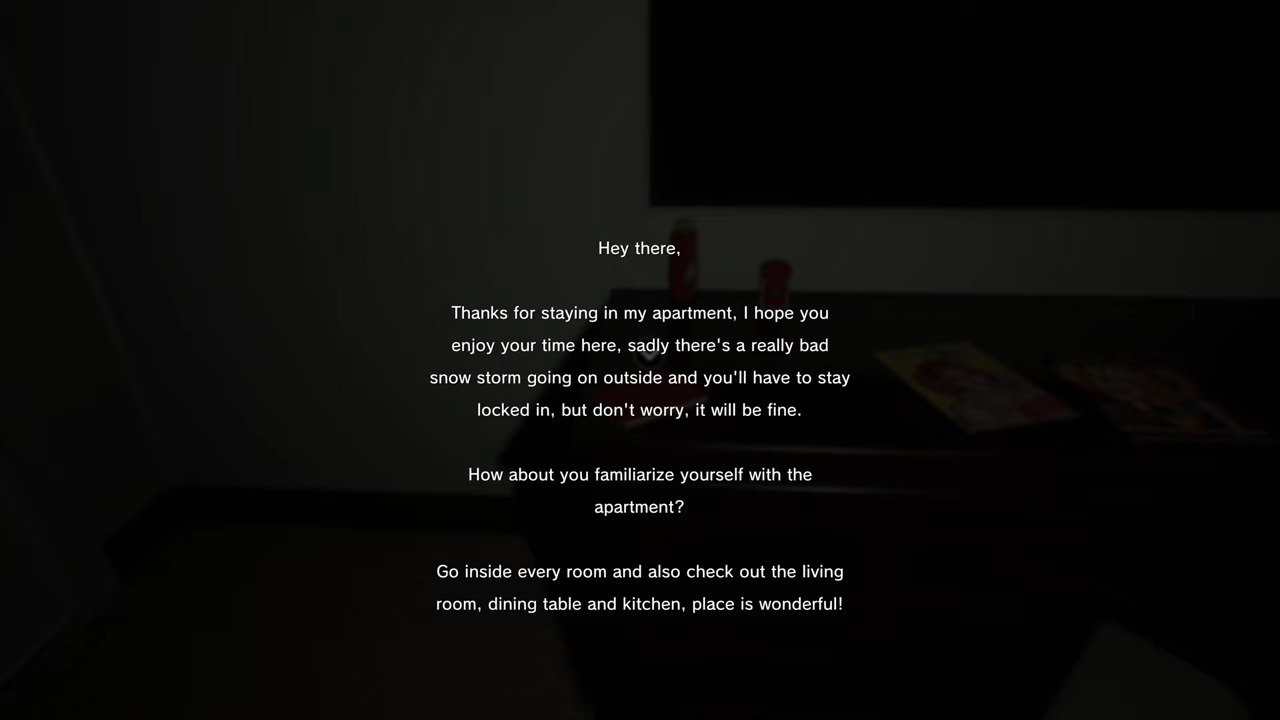 Hey there,
Thanks for staying in my apartment, I hope you
enjoy your time here, sadly there's a really bad
snow storm going on outside and you'll have to stay
locked in, but don't worry, it will be fine.
How about you familiarize yourself with the
apartment?
Go inside every room and also check out the living
room, dining table and kitchen, place is wonderful!